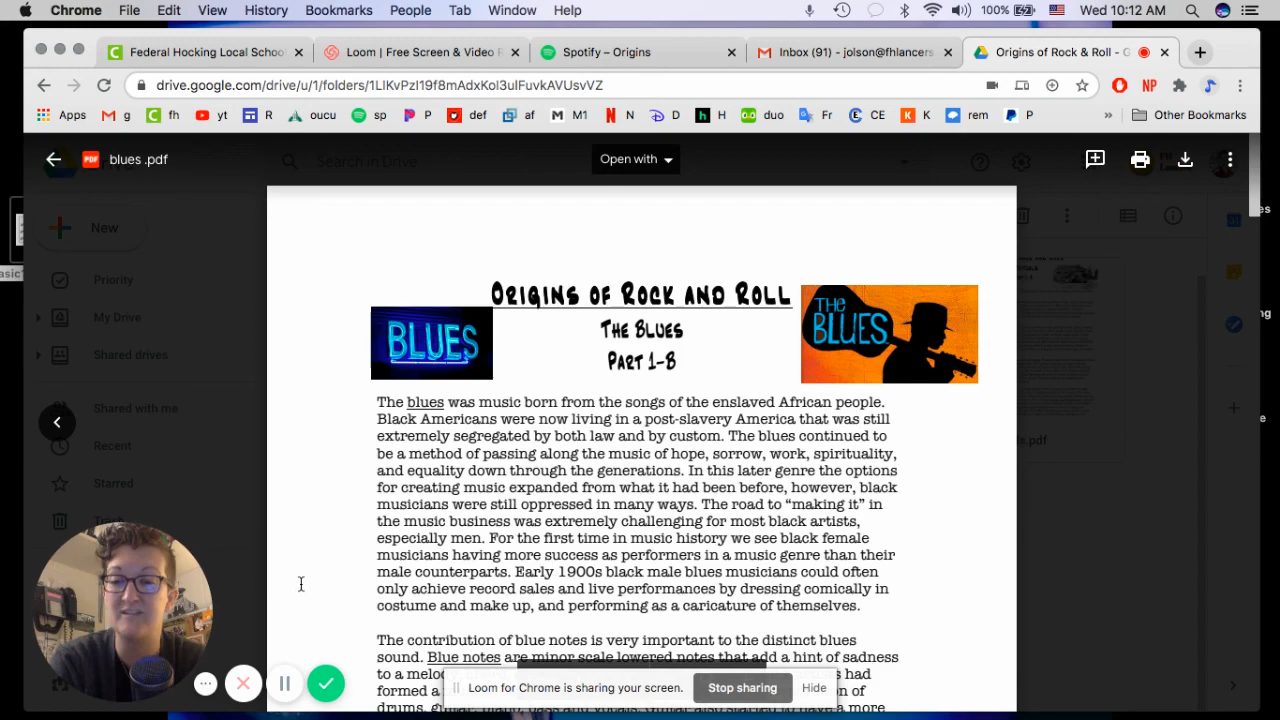 Chrome File Edit View History Bookmarks People Tab Window Help 100% Wed 10:12 AM
Federal Hocking Local Schoo Loom | Free Screen & Video R Spotify – Origins Inbox (91) - jolson@fhlancers Origins of Rock & Roll - G
drive.google.com/drive/u/1/folders/
Apps g fh yt R oucu sp P def af M1 N D H duo Fr CE K rem P » Other Bookmarks
PDF blues .pdf Open with
Search in Drive
New
Priority
My Drive
Shared drives
Shared with me
Recent
Starred
Origins of Rock and Roll
BLUES
The Blues
THE BLUES
Part 1-B
The blues was music born from the songs of the enslaved African people.
Black Americans were now living in a post-slavery America that was still
extremely segregated by both law and by custom. The blues continued to
be a method of passing along the music of hope, sorrow, work, spirituality,
and equality down through the generations. In this later genre the options
for creating music expanded from what it had been before, however, black
musicians were still oppressed in many ways. The road to “making it” in
the music business was extremely challenging for most black artists,
especially men. For the first time in music history we see black female
musicians having more success as performers in a music genre than their
male counterparts. Early 1900s black male blues musicians could often
only achieve record sales and live performances by dressing comically in
costume and make up, and performing as a caricature of themselves.
The contribution of blue notes is very important to the distinct blues
sound. Blue notes are minor scale lowered notes that add a hint of sadness
to a
had
formed a
of
drums,
more
Loom for Chrome is sharing your screen. Stop sharing Hide